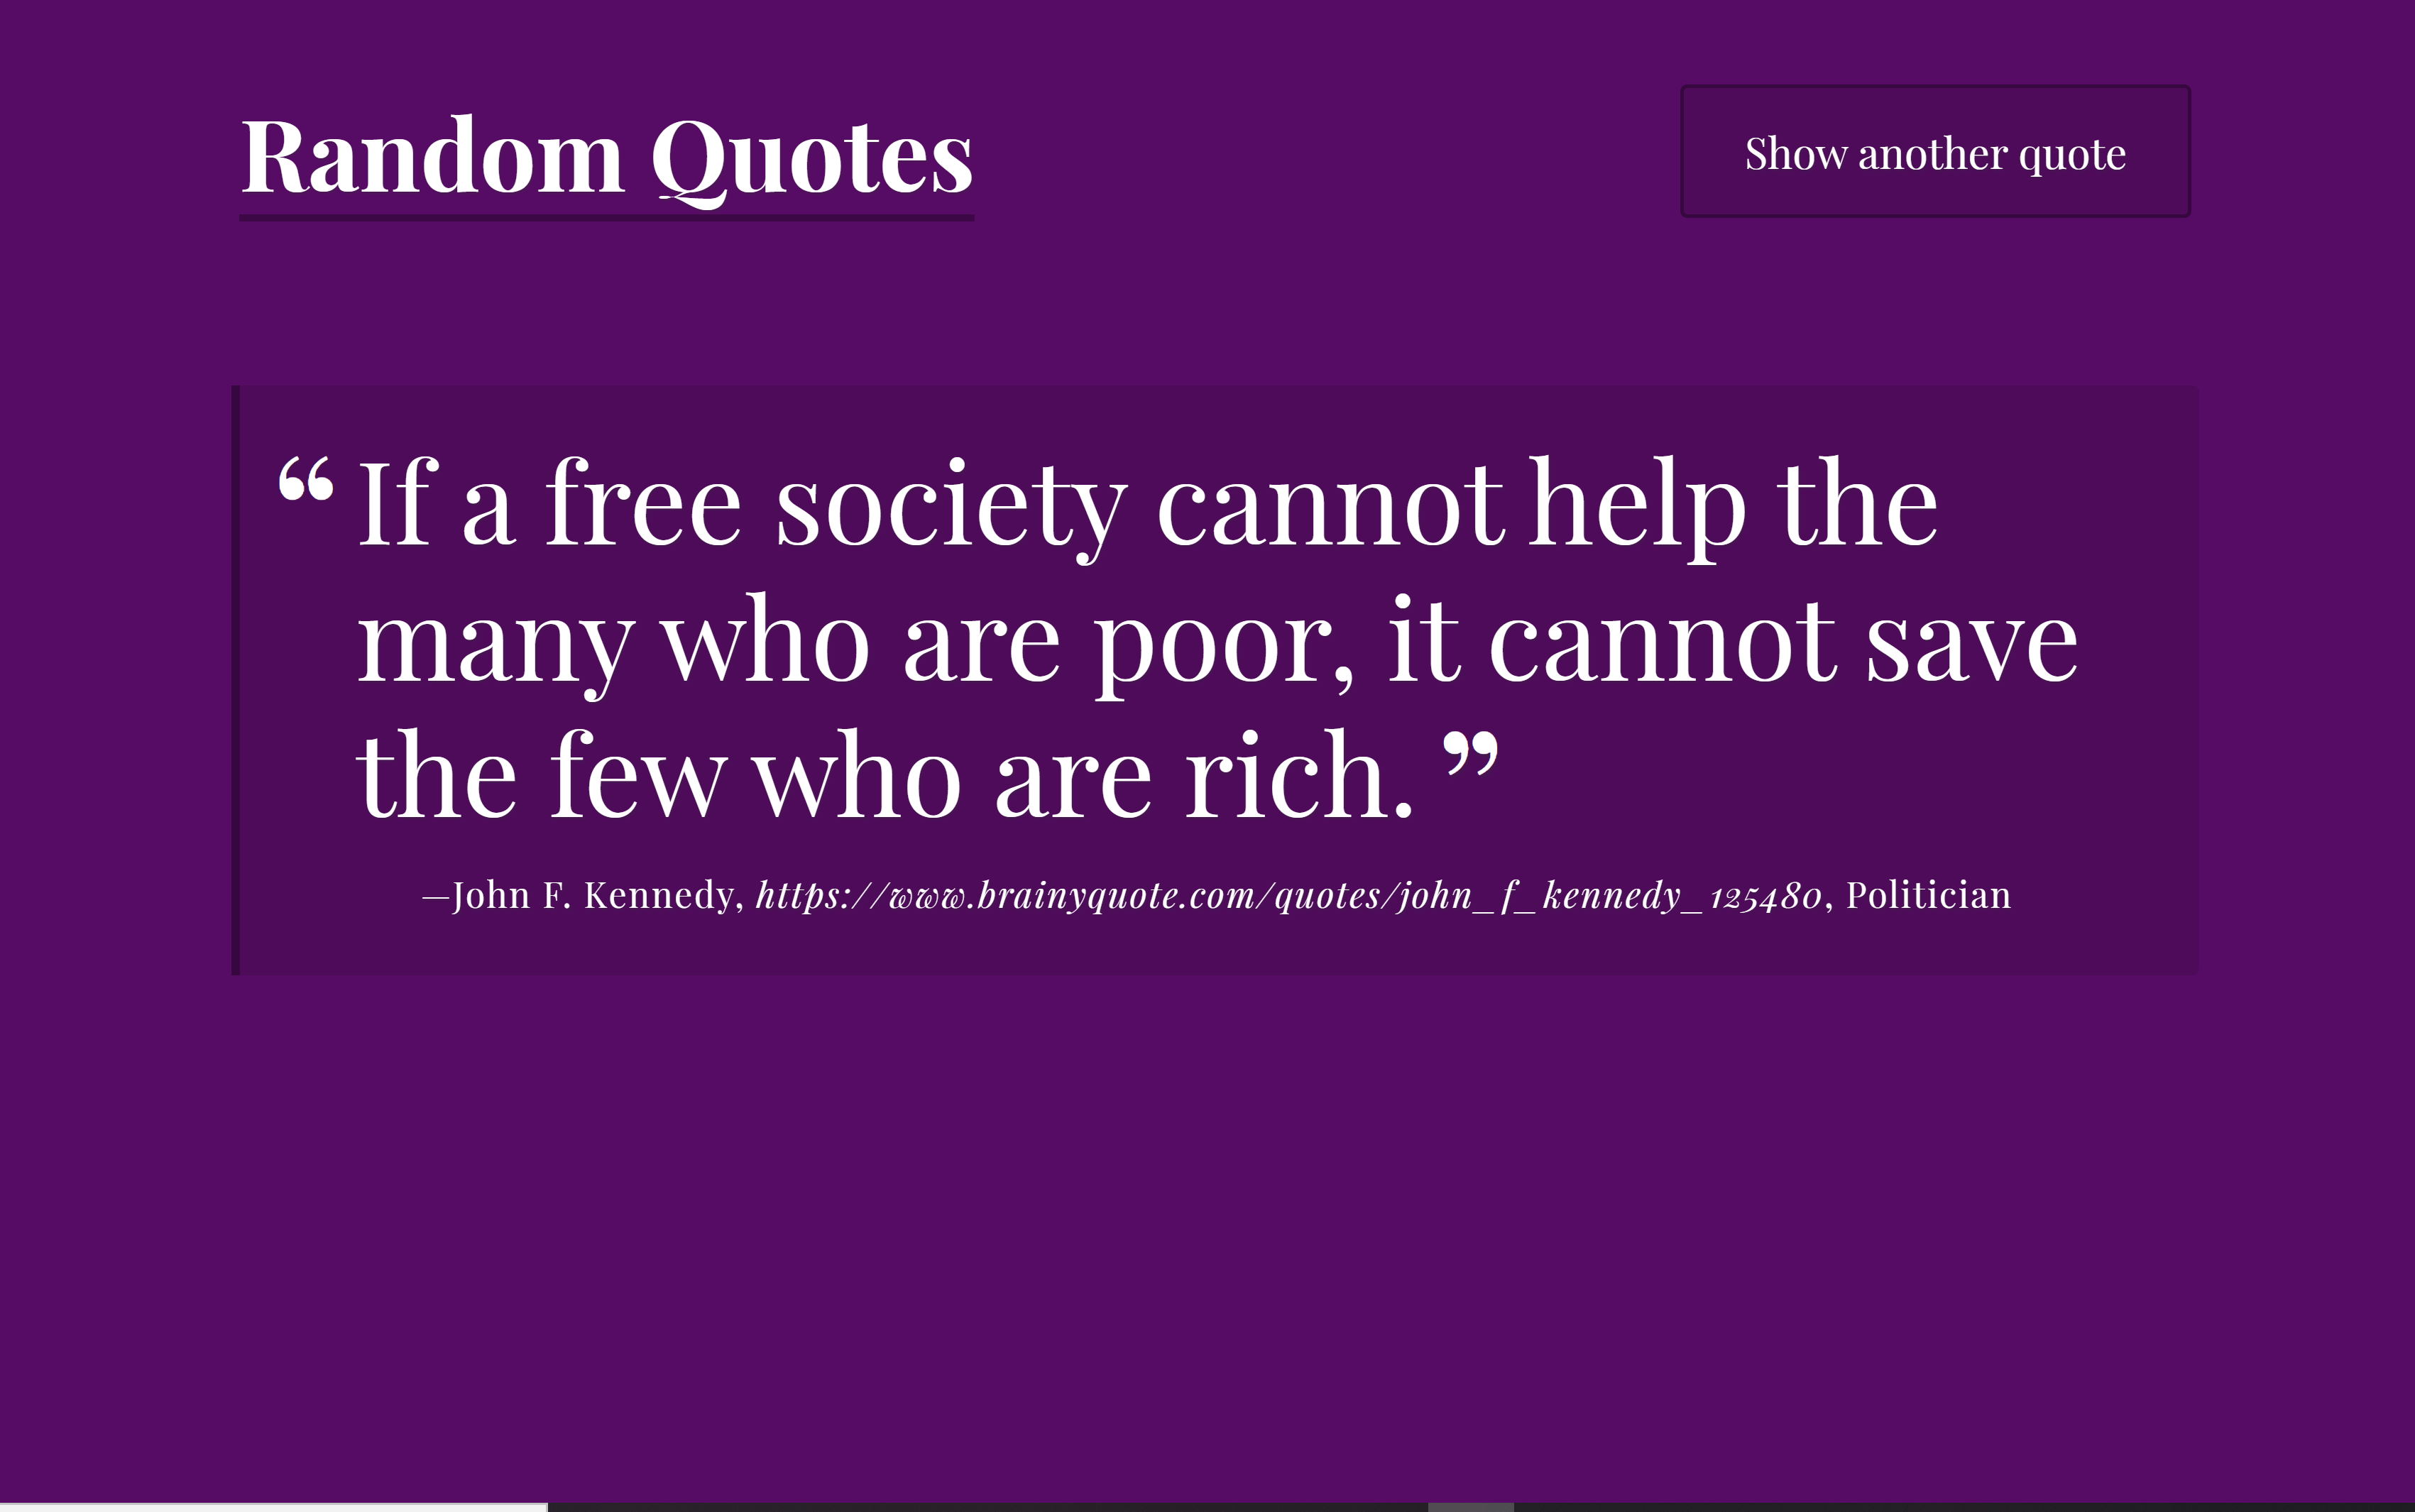 Random Quotes
Show another quote
“ If a free society cannot help the
many who are poor, it cannot save
the few who are rich. ”
—John F. Kennedy, https://www.brainyquote.com/quotes/john_f_kennedy_125480, Politician